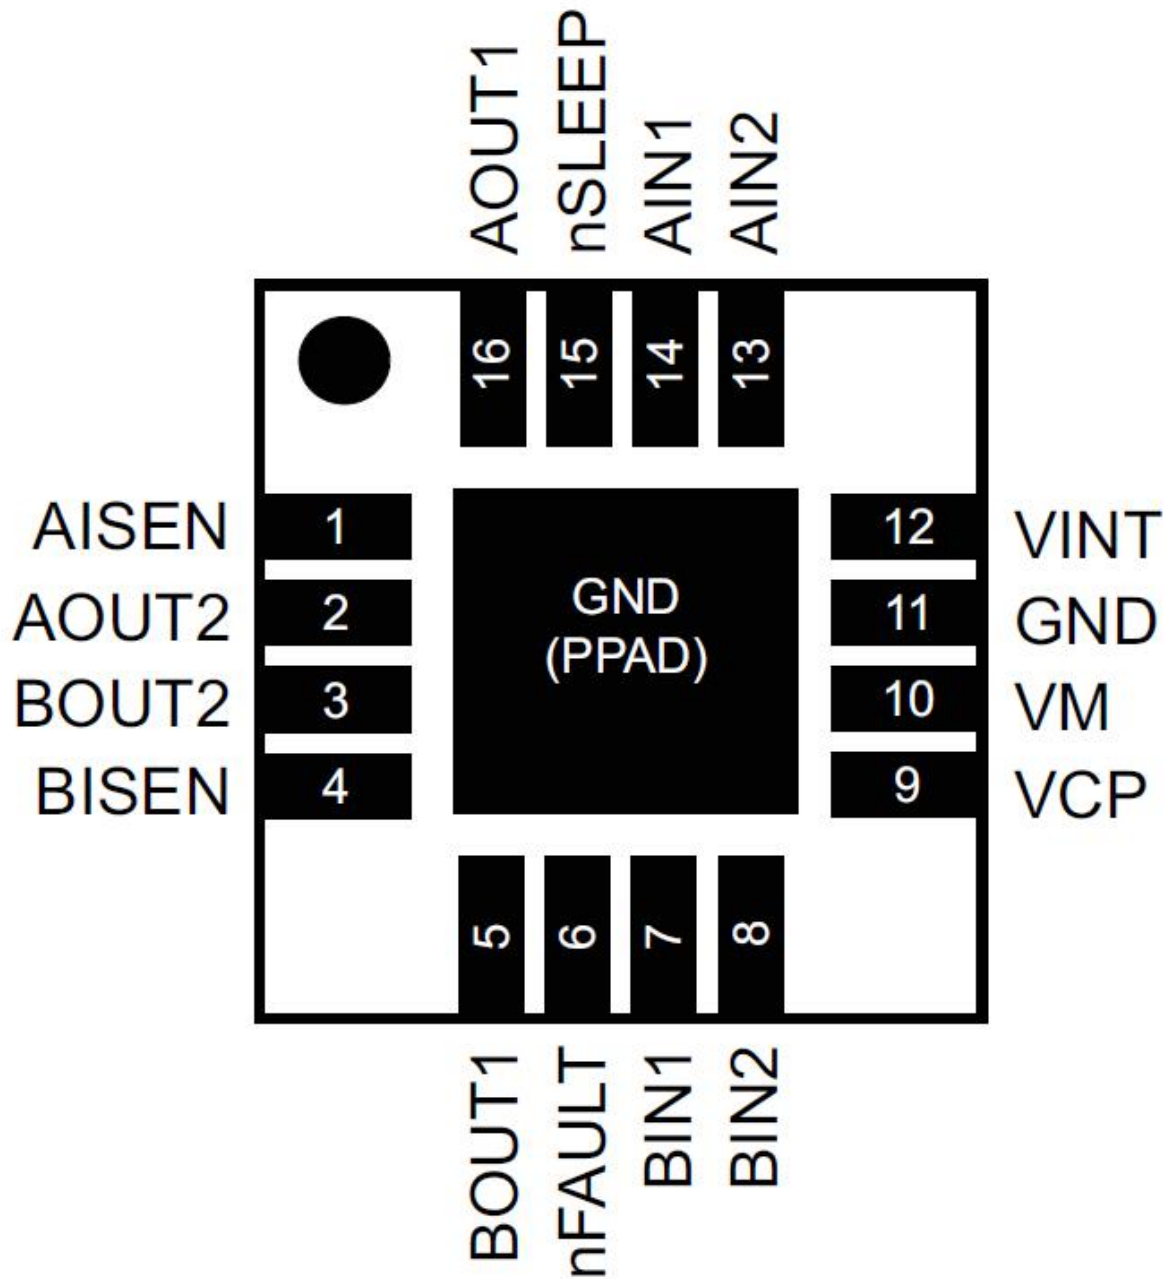 AOUT1
nSLEEP
AIN1
AIN2
16
15
14
13
AISEN
1
AOUT2
2
BOUT2
3
BISEN
4
GND
(PPAD)
12
VINT
11
GND
10
VM
9
VCP
5
6
7
8
BOUT1
nFAULT
BIN1
BIN2